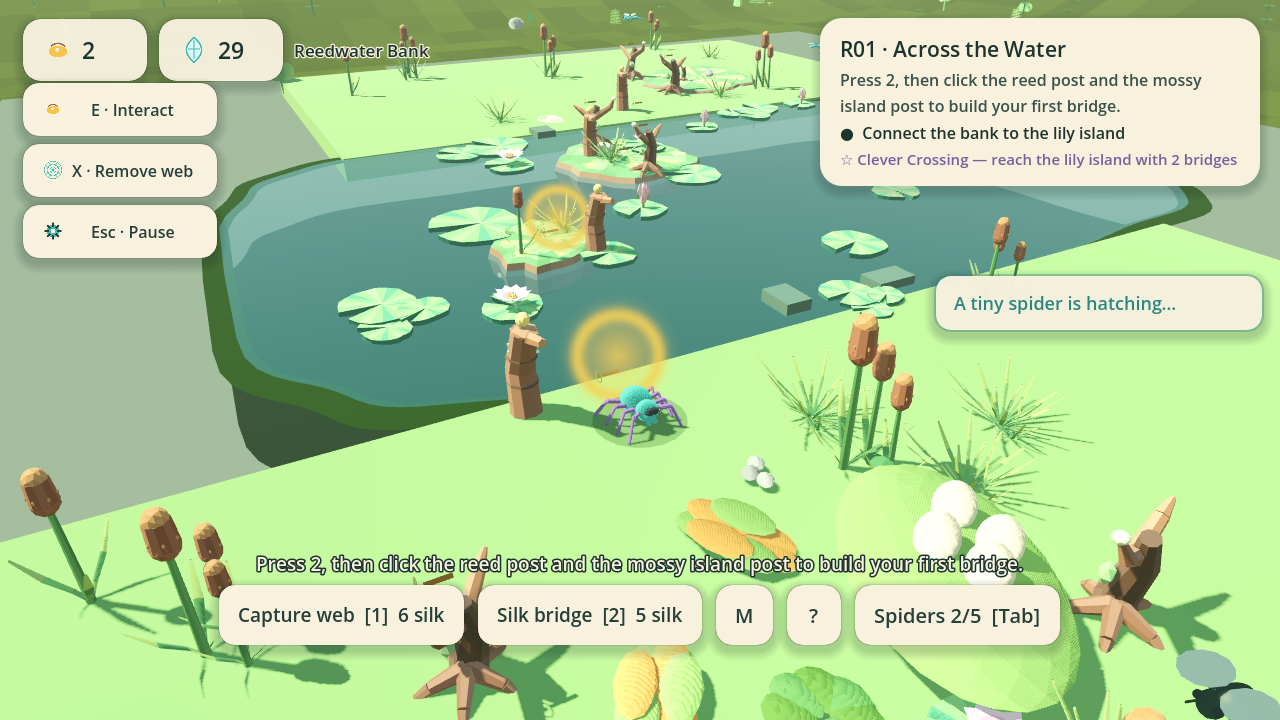 2
29
Reedwater Bank
E · Interact
X · Remove web
Esc · Pause
R01 · Across the Water
Press 2, then click the reed post and the mossy
island post to build your first bridge.
● Connect the bank to the lily island
☆ Clever Crossing — reach the lily island with 2 bridges
A tiny spider is hatching...
Press 2, then click the reed post and the mossy island post to build your first bridge.
Capture web [1] 6 silk
Silk bridge [2] 5 silk
M
?
Spiders 2/5 [Tab]